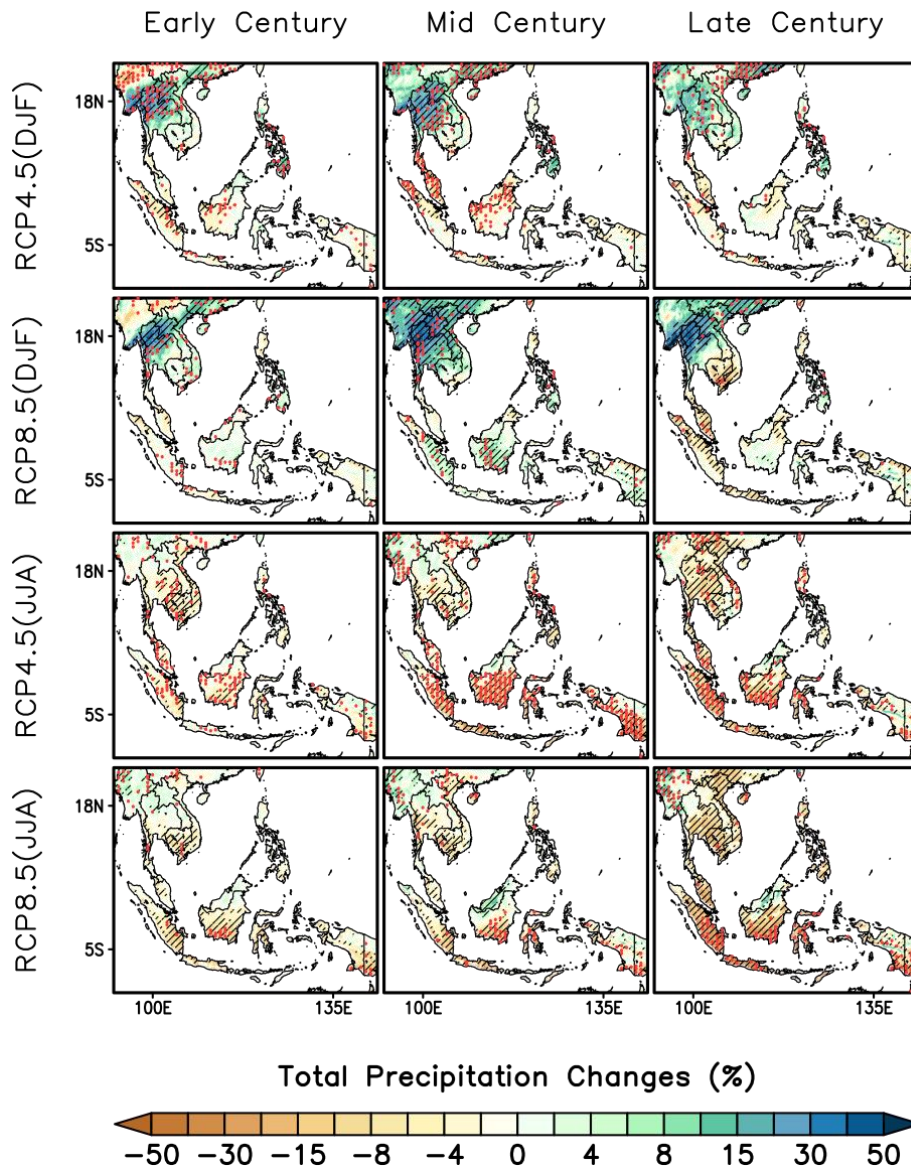 Early Century Mid Century Late Century
RCP4.5(DJF)
18N
5S
RCP8.5(DJF)
18N
5S
RCP4.5(JJA)
18N
5S
RCP8.5(JJA)
18N
5S
100E 135E 100E 135E 100E 135E
Total Precipitation Changes (%)
−50 −30 −15 −8 −4 0 4 8 15 30 50